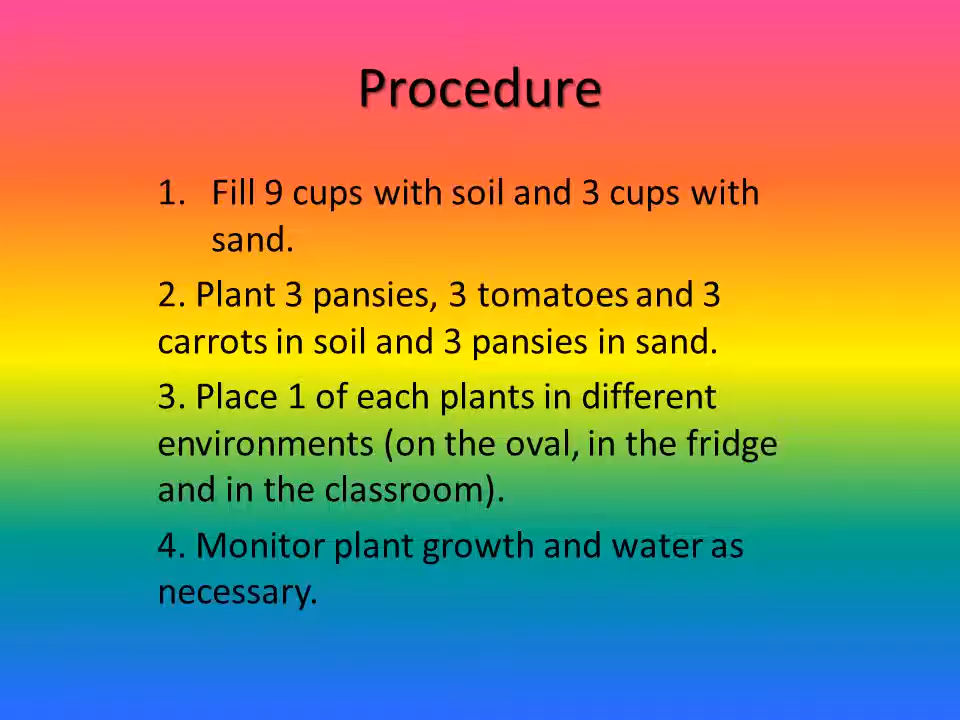 Procedure
1. Fill 9 cups with soil and 3 cups with
sand.
2. Plant 3 pansies, 3 tomatoes and 3
carrots in soil and 3 pansies in sand.
3. Place 1 of each plants in different
environments (on the oval, in the fridge
and in the classroom).
4. Monitor plant growth and water as
necessary.